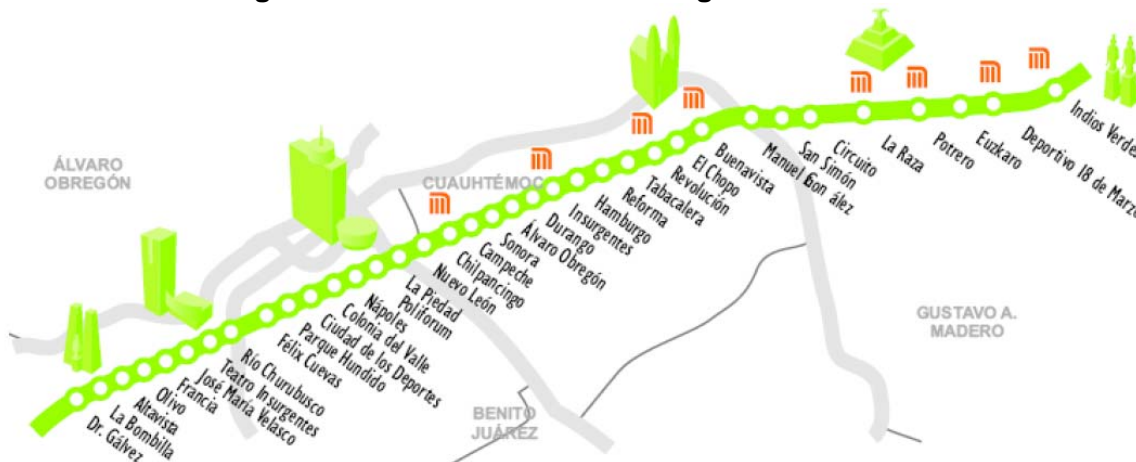 ÁLVARO
OBREGÓN
CUAUHTÉMOC
GUSTAVO A.
MADERO
BENITO
JUÁREZ
Dr. Gálvez
La Bombilla
Altavista
Olivo
Francia
José María Velasco
Teatro Insurgentes
Río Churubusco
Félix Cuevas
Parque Hundido
Ciudad de los Deportes
Colonia del Valle
Nápoles
Poliforum
La Piedad
Nuevo León
Chilpancingo
Campeche
Sonora
Álvaro Obregón
Durango
Insurgentes
Hamburgo
Reforma
Tabacalera
Revolución
El Chopo
Buenavista
Manuel Gon ález
San Simón
Circuito
La Raza
Potrero
Euzkaro
Deportivo 18 de Marzo
Indios Verdes